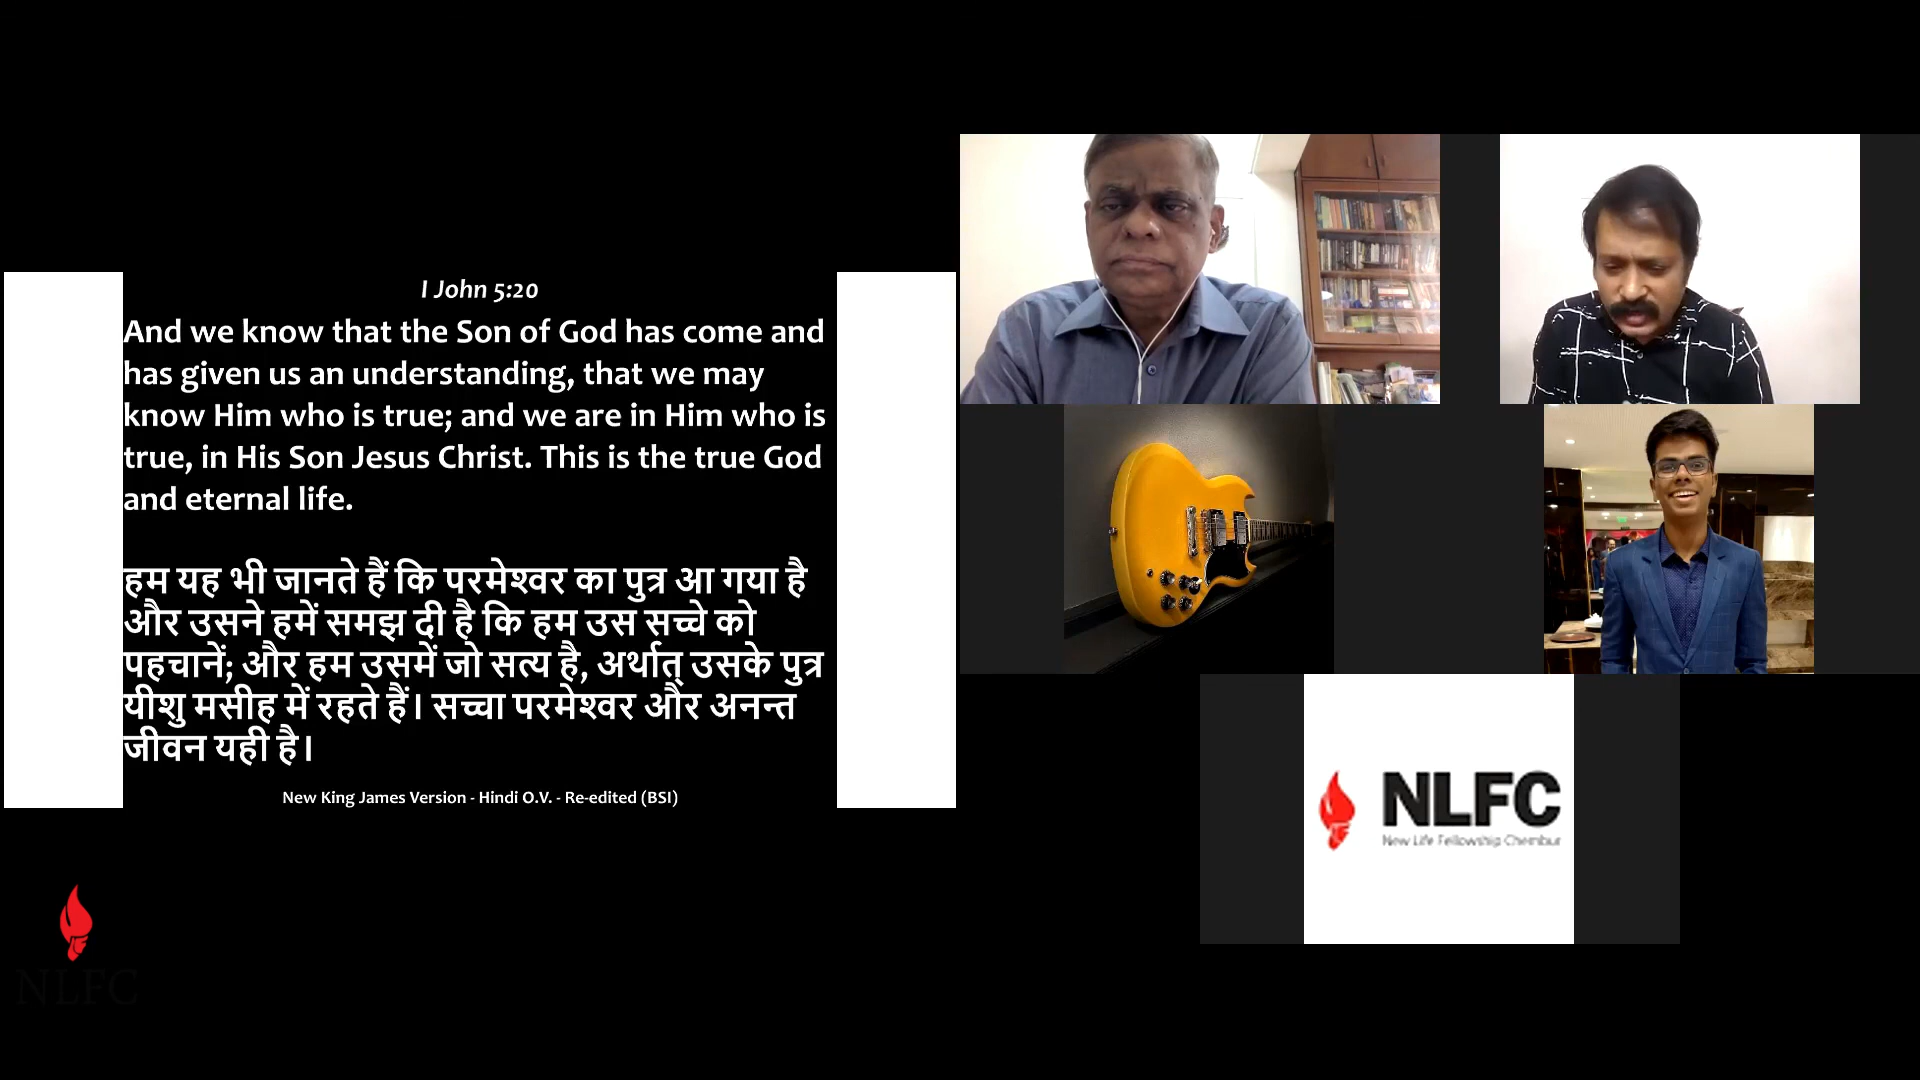 I John 5:20
And we know that the Son of God has come and
has given us an understanding, that we may
know Him who is true; and we are in Him who is
true, in His Son Jesus Christ. This is the true God
and eternal life.
हम यह भी जानते हैं कि परमेश्वर का पुत्र आ गया है
और उसने हमें समझ दी है कि हम उस सच्चे को
पहचानें; और हम उसमें जो सत्य है, अर्थात् उसके पुत्र
यीशु मसीह में रहते हैं। सच्चा परमेश्वर और अनन्त
जीवन यही है।
New King James Version - Hindi O.V. - Re-edited (BSI)
NLFC
New Life Fellowship Chembur
NLFC